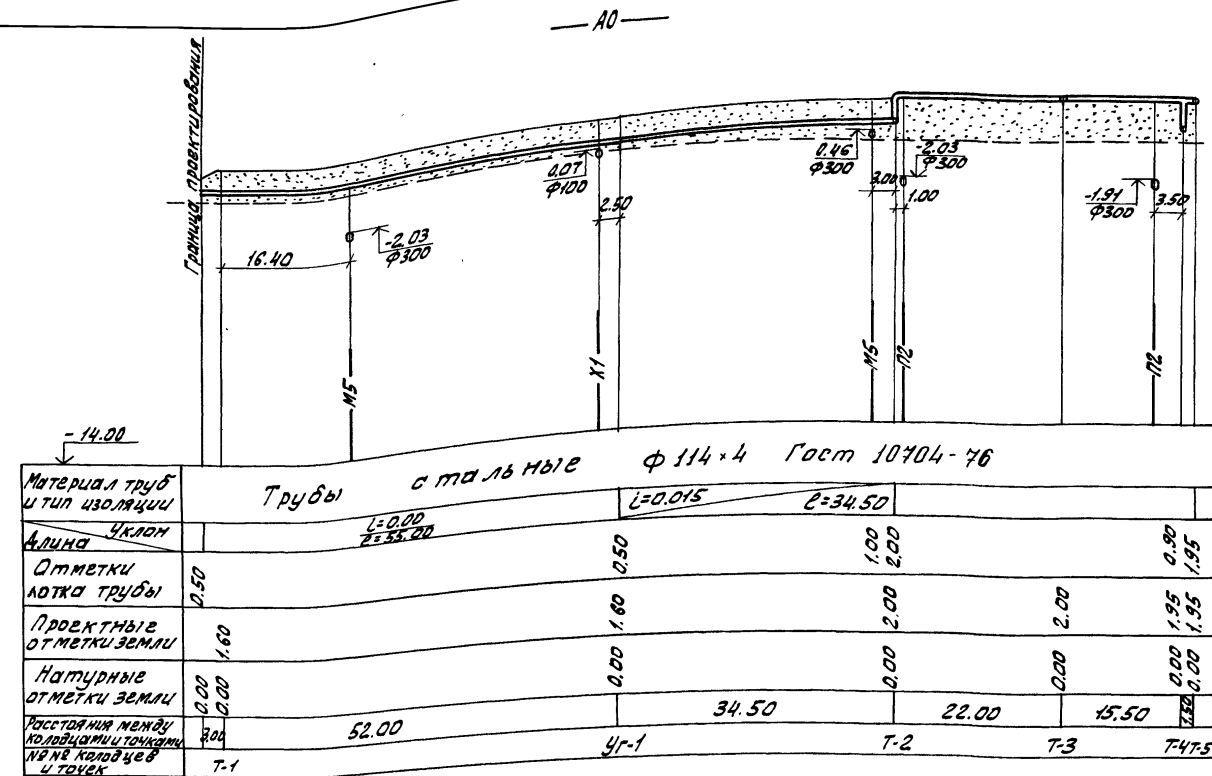 А0
Граница проектирования
16.40
-2.03
ф300
М5
0.07
ф100
2.50
Х1
0.46
ф300
3.00
М5
-2.03
ф300
1.00
П2
-1.91
ф300
3.50
П2
-14.00
Материал труб
и тип изоляции
Трубы стальные ф 114×4 Гост 10704-76
Уклон
Длина
i=0.00
ℓ=55.00
i=0.015 ℓ=34.50
Отметки
лотка трубы
0.50 0.50 1.00 2.00 0.90 1.95
Проектные
отметки земли
1.60 1.60 2.00 2.00 1.95 1.95
Натурные
отметки земли
0.00 0.00 0.00 0.00 0.00 0.00 0.00
Расстояния между
колодцами и точками
3.00 52.00 34.50 22.00 15.50 1.50
№№ колодцев
и точек
Т-1 Уг-1 Т-2 Т-3 Т-4 Т-5